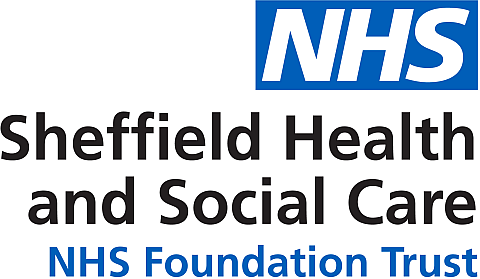 NHS
Sheffield Health
and Social Care
NHS Foundation Trust